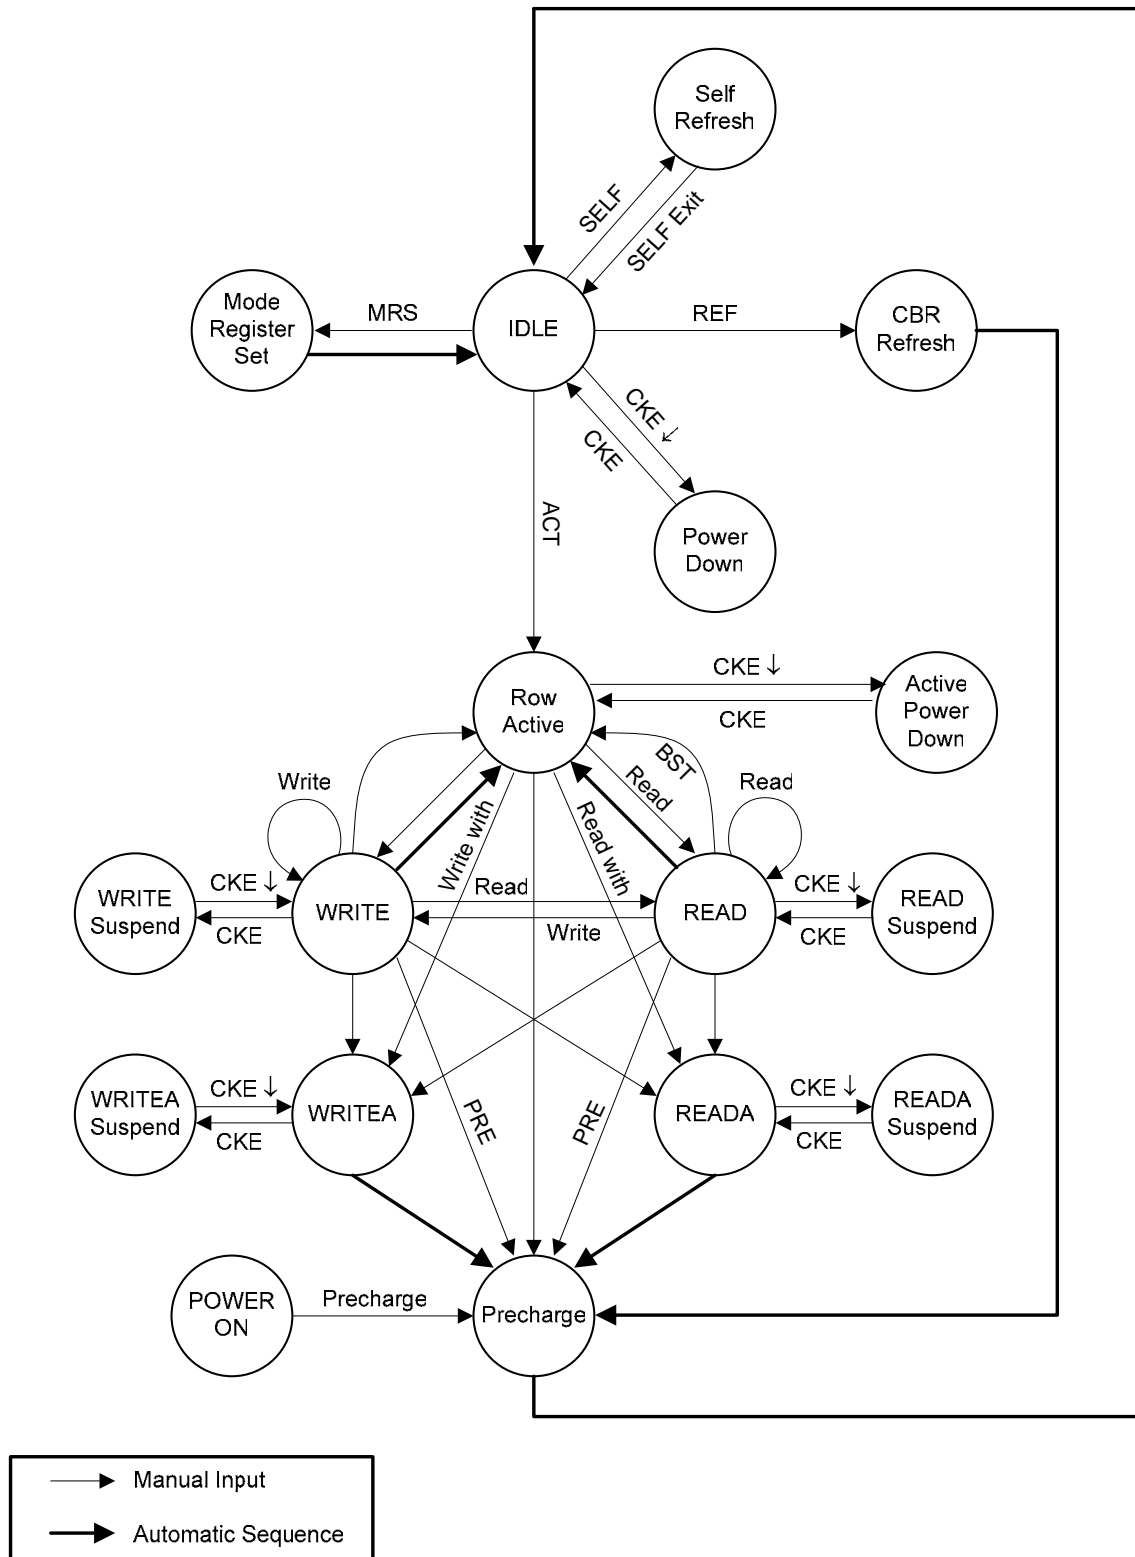 Self
Refresh
SELF
SELF Exit
Mode
Register
Set
MRS
IDLE
REF
CBR
Refresh
CKE ↓
CKE
ACT
Power
Down
Row
Active
CKE ↓
CKE
Active
Power
Down
BST
Read
Write
Write with
Read with
Read
WRITE
Suspend
CKE ↓
CKE
WRITE
Read
Write
READ
CKE ↓
CKE
READ
Suspend
WRITEA
Suspend
CKE ↓
CKE
WRITEA
PRE
PRE
READA
CKE ↓
CKE
READA
Suspend
POWER
ON
Precharge
Precharge
Manual Input
Automatic Sequence